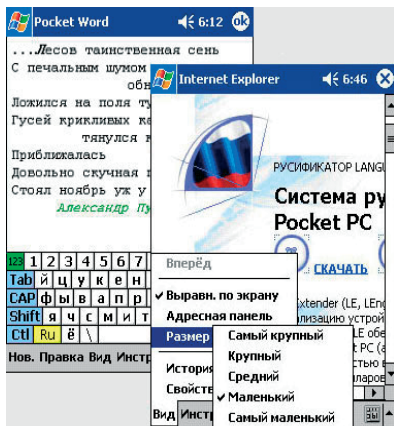 Pocket Word 6:12 ok
...Лесов таинственная сень
С печальным шумом
обн
Ложился на поля ту
Гусей крикливых ка
тянулся к
Приближалась
Довольно скучная п
Стоял ноябрь уж у
Александр Пу
123 1 2 3 4 5 6 7
Tab й ц у к е н
CAP ф ы в а п р
Shift я ч с м и т
Ctl Ru ё \
Нов. Правка Вид Инстр
Internet Explorer 6:46
РУСИФИКАТОР LANGU
Система ру
Pocket PC
СКАЧАТЬ
Extender (LE, LEng
лизацию устрой
LE обе
t PC (а
стью в
ларов
Вперёд
Выравн. по экрану
Адресная панель
Размер
История
Свойств
Вид Инст
Самый крупный
Крупный
Средний
Маленький
Самый маленький